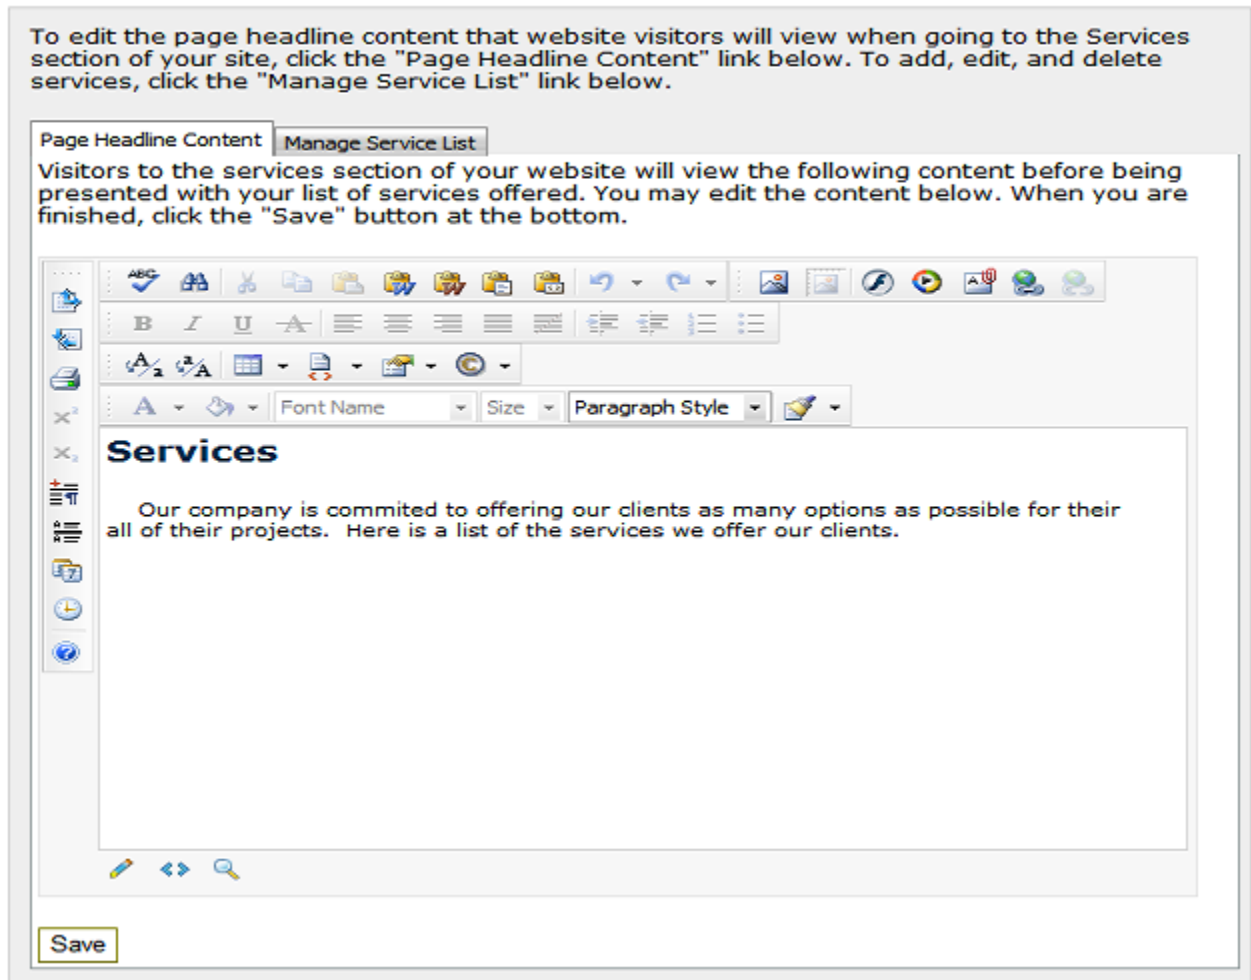 To edit the page headline content that website visitors will view when going to the Services
section of your site, click the "Page Headline Content" link below. To add, edit, and delete
services, click the "Manage Service List" link below.
Page Headline Content Manage Service List
Visitors to the services section of your website will view the following content before being
presented with your list of services offered. You may edit the content below. When you are
finished, click the "Save" button at the bottom.
ABC
B I U A
A Font Name Size Paragraph Style
Services
Our company is commited to offering our clients as many options as possible for their
all of their projects. Here is a list of the services we offer our clients.
Save